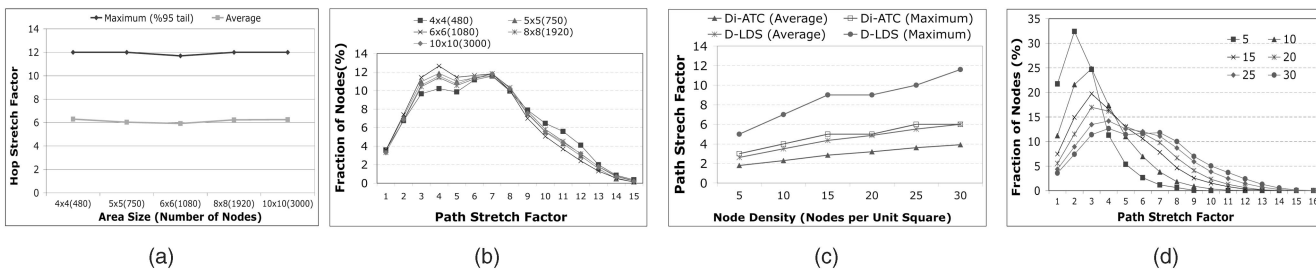 Maximum (%95 tail) Average
Hop Stretch Factor
14
12
10
8
6
4
2
0
4x4(480) 5x5(750) 6x6(1080) 8x8(1920) 10x10(3000)
Area Size (Number of Nodes)
(a)
4x4(480) 5x5(750)
6x6(1080) 8x8(1920)
10x10(3000)
Fraction of Nodes(%)
14
12
10
8
6
4
2
0
1 2 3 4 5 6 7 8 9 10 11 12 13 14 15
Path Stretch Factor
(b)
Di-ATC (Average) Di-ATC (Maximum)
D-LDS (Average) D-LDS (Maximum)
Path Strech Factor
14
12
10
8
6
4
2
0
5 10 15 20 25 30
Node Density (Nodes per Unit Square)
(c)
Fraction of Nodes (%)
35
30
25
20
15
10
5
0
5 10
15 20
25 30
1 2 3 4 5 6 7 8 9 10 11 12 13 14 15 16
Path Stretch Factor
(d)